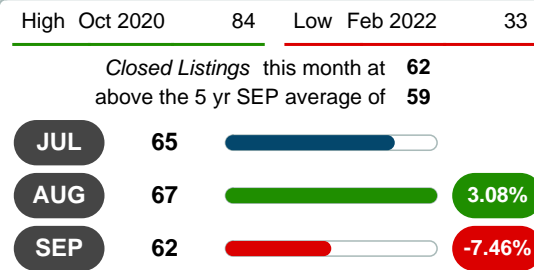 High Oct 2020 84 Low Feb 2022 33
Closed Listings this month at 62
above the 5 yr SEP average of 59
JUL 65
AUG 67 3.08%
SEP 62 -7.46%